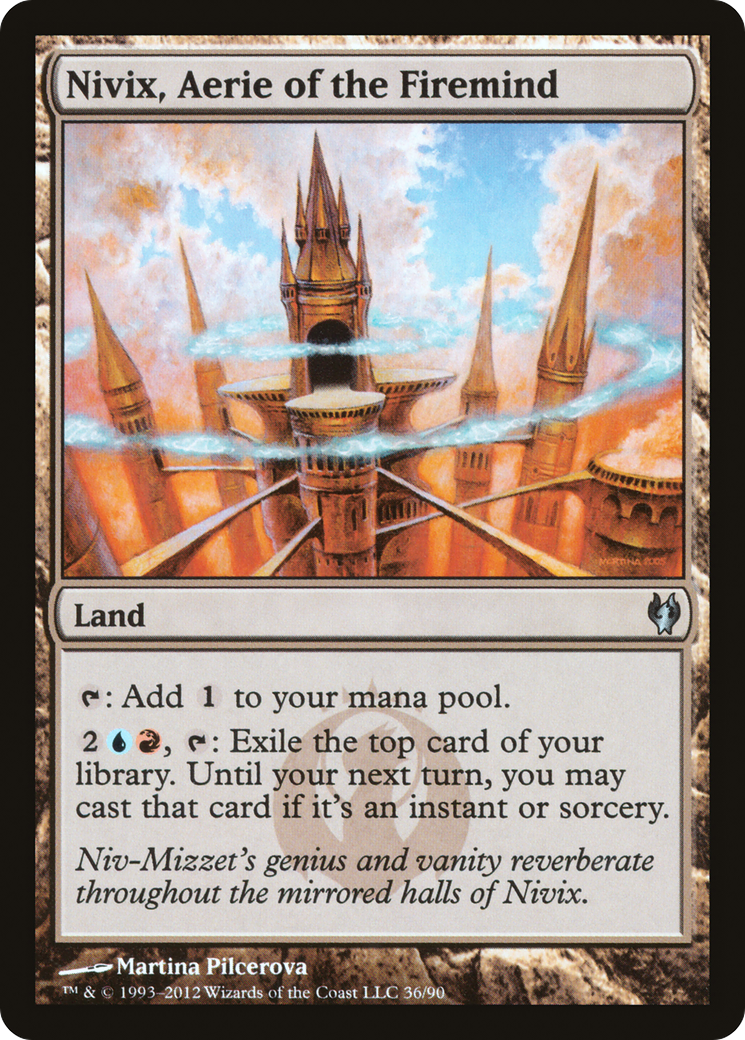 Nivix, Aerie of the Firemind
MARTINA 2005
Land
: Add 1 to your mana pool.
2, : Exile the top card of your
library. Until your next turn, you may
cast that card if it's an instant or sorcery.
Niv-Mizzet's genius and vanity reverberate
throughout the mirrored halls of Nivix.
Martina Pilcerova
™ & © 1993–2012 Wizards of the Coast LLC 36/90